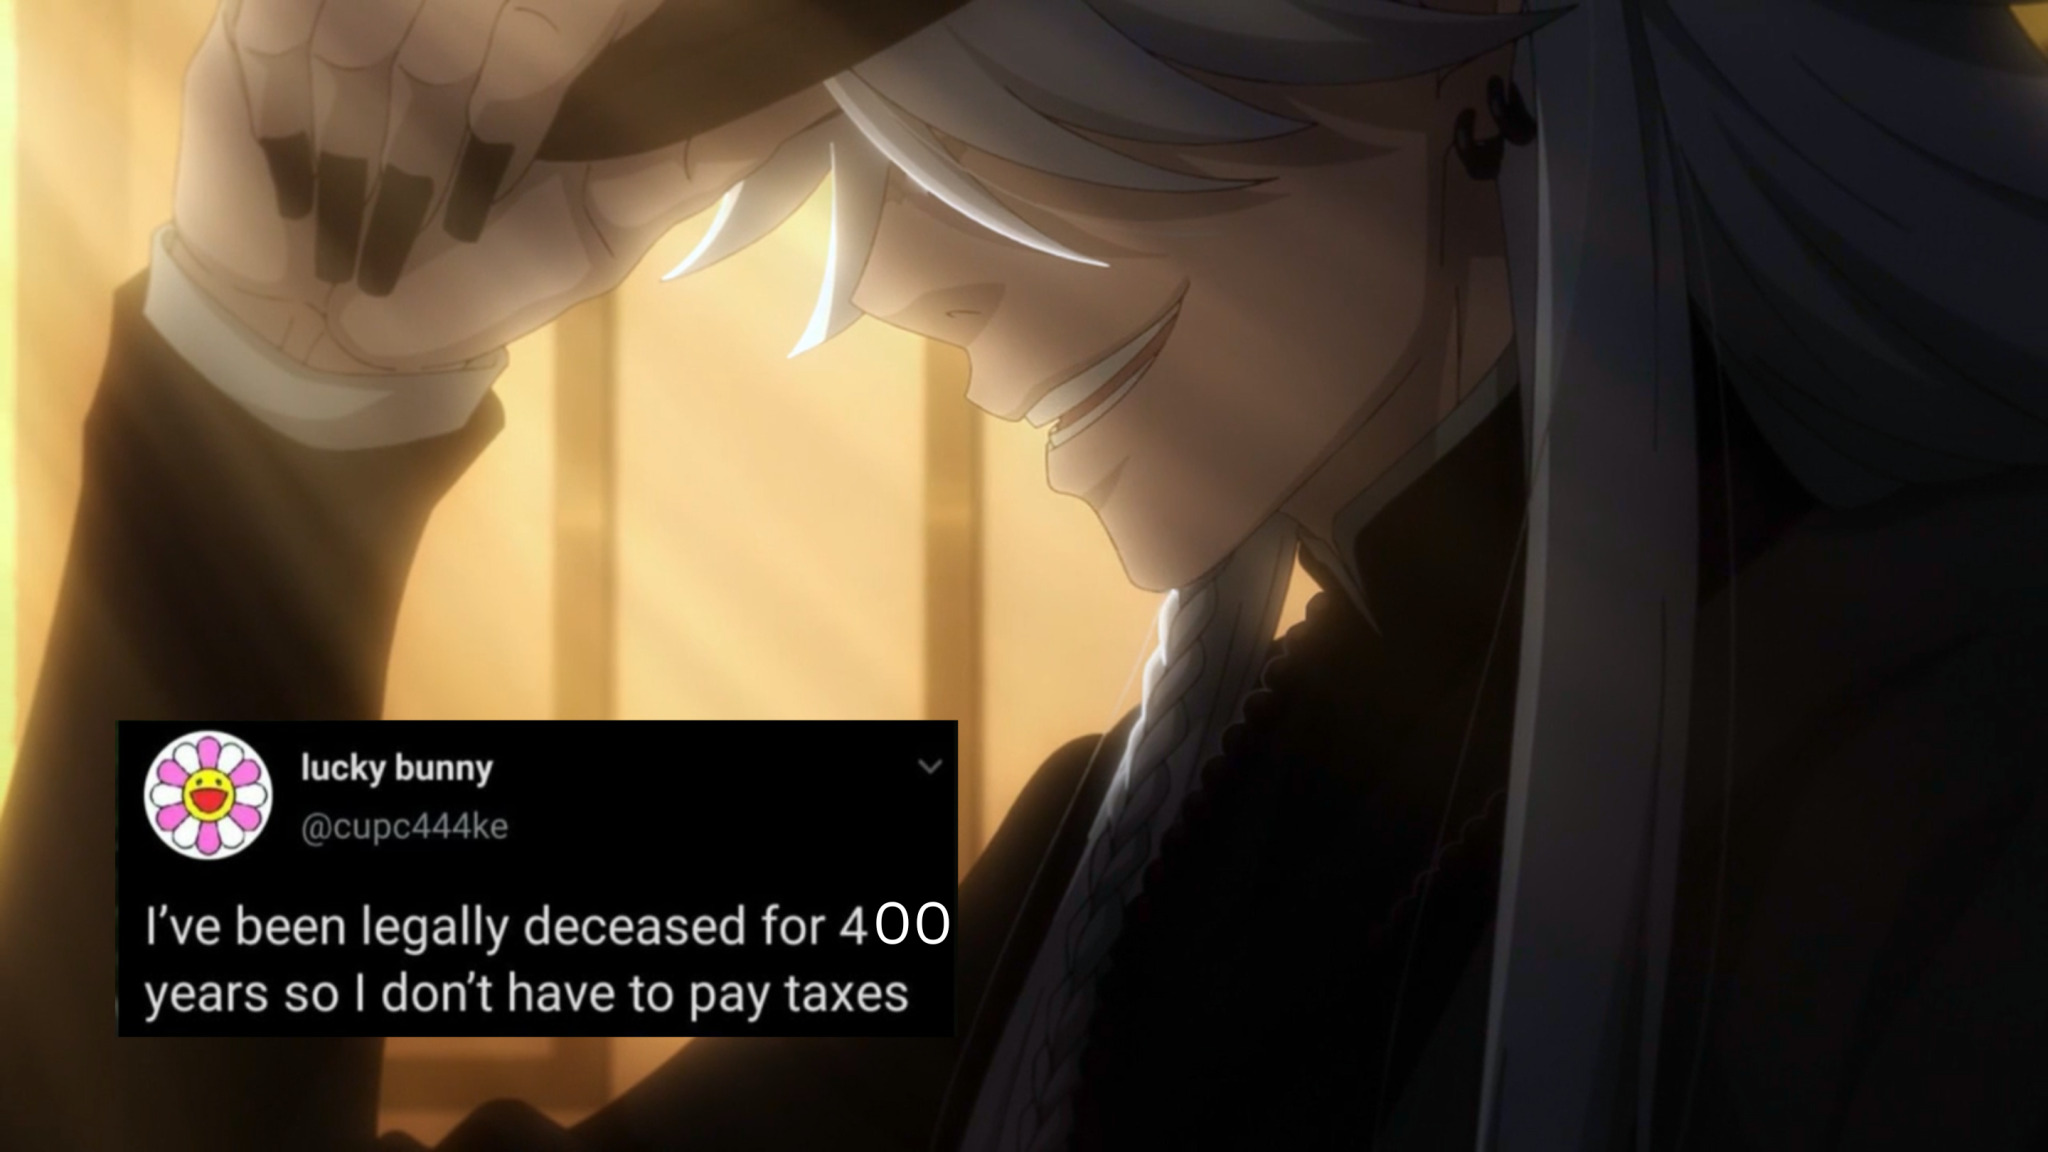 lucky bunny
@cupc444ke
I've been legally deceased for 400
years so I don't have to pay taxes